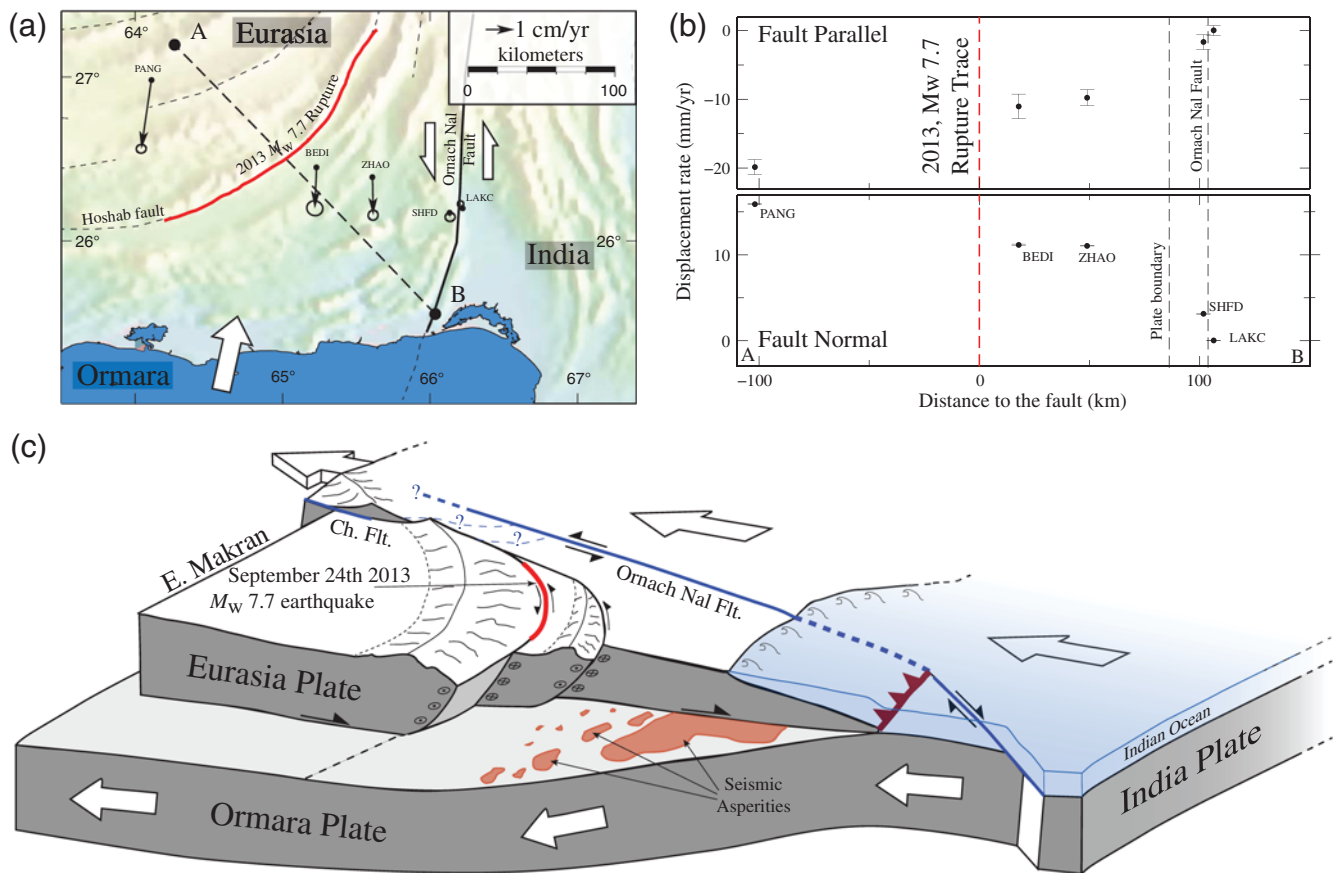 (a)
64°
A
Eurasia
1 cm/yr
kilometers
0
100
27°
PANG
2013 Mw 7.7 Rupture
BEDI
ZHAO
Ornach Nal
Fault
SHFD
LAKC
Hoshab fault
26°
India
26°
B
Ormara
65°
66°
67°
(b)
Fault Parallel
0
−10
−20
2013, Mw 7.7
Rupture Trace
Ornach Nal Fault
Displacement rate (mm/yr)
10
0
PANG
BEDI
ZHAO
Plate boundary
SHFD
LAKC
Fault Normal
A
B
−100
0
100
Distance to the fault (km)
(c)
?
?
?
Ch. Flt.
E. Makran
September 24th 2013
Mw 7.7 earthquake
Ornach Nal Flt.
Eurasia Plate
Seismic
Asperities
Indian Ocean
India Plate
Ormara Plate